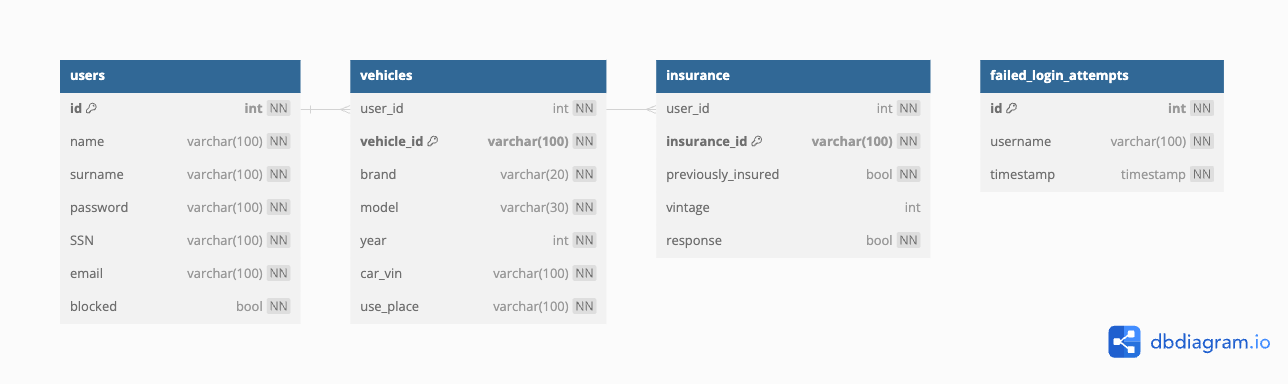 users
id int NN
name varchar(100) NN
surname varchar(100) NN
password varchar(100) NN
SSN varchar(100) NN
email varchar(100) NN
blocked bool NN
vehicles
user_id int NN
vehicle_id varchar(100) NN
brand varchar(20) NN
model varchar(30) NN
year int NN
car_vin varchar(100) NN
use_place varchar(100) NN
insurance
user_id int NN
insurance_id varchar(100) NN
previously_insured bool NN
vintage int
response bool NN
failed_login_attempts
id int NN
username varchar(100) NN
timestamp timestamp NN
dbdiagram.io